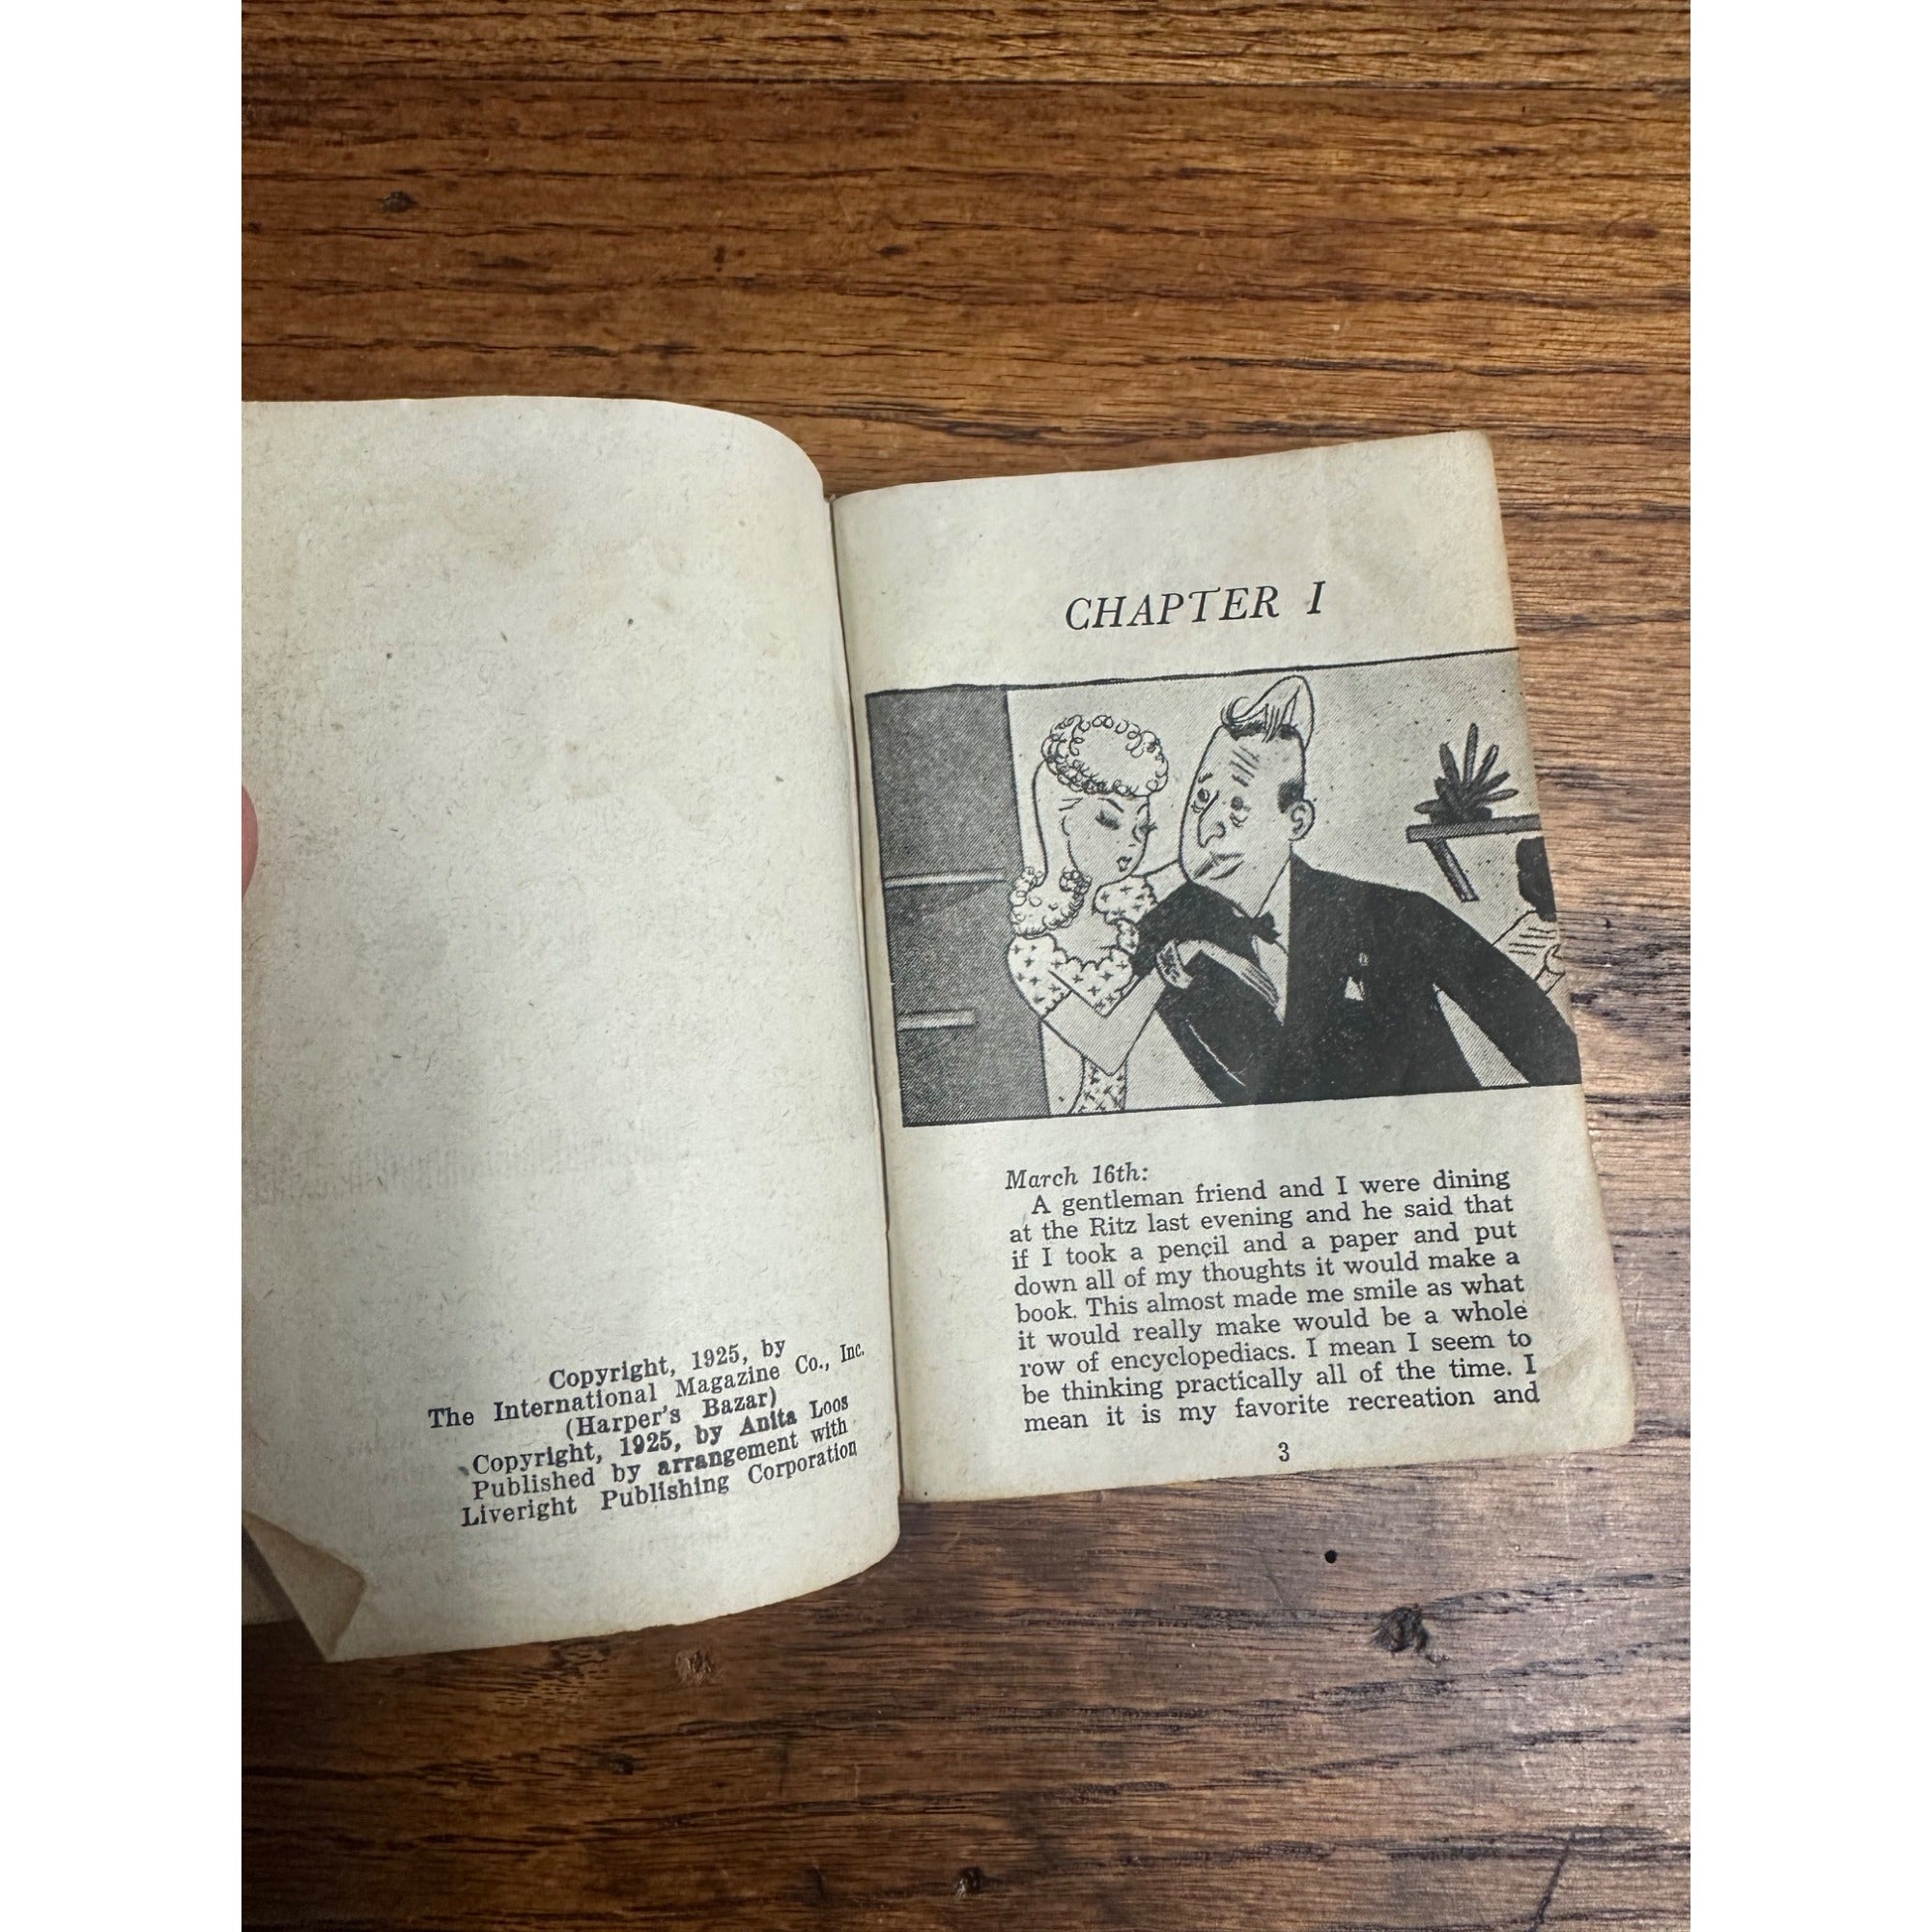 Copyright, 1925, by
The International Magazine Co., Inc.
(Harper's Bazar)
Copyright, 1925, by Anita Loos
Published by arrangement with
Liveright Publishing Corporation
CHAPTER I
March 16th:
A gentleman friend and I were dining
at the Ritz last evening and he said that
if I took a pencil and a paper and put
down all of my thoughts it would make a
book. This almost made me smile as what
it would really make would be a whole
row of encyclopediacs. I mean I seem to
be thinking practically all of the time. I
mean it is my favorite recreation and
3